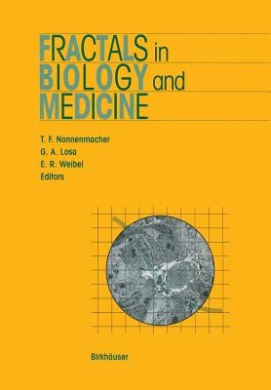 FRACTALS in
BIOLOGY and
MEDICINE
T. F. Nonnenmacher
G. A. Losa
E. R. Weibel
Editors
Birkhäuser